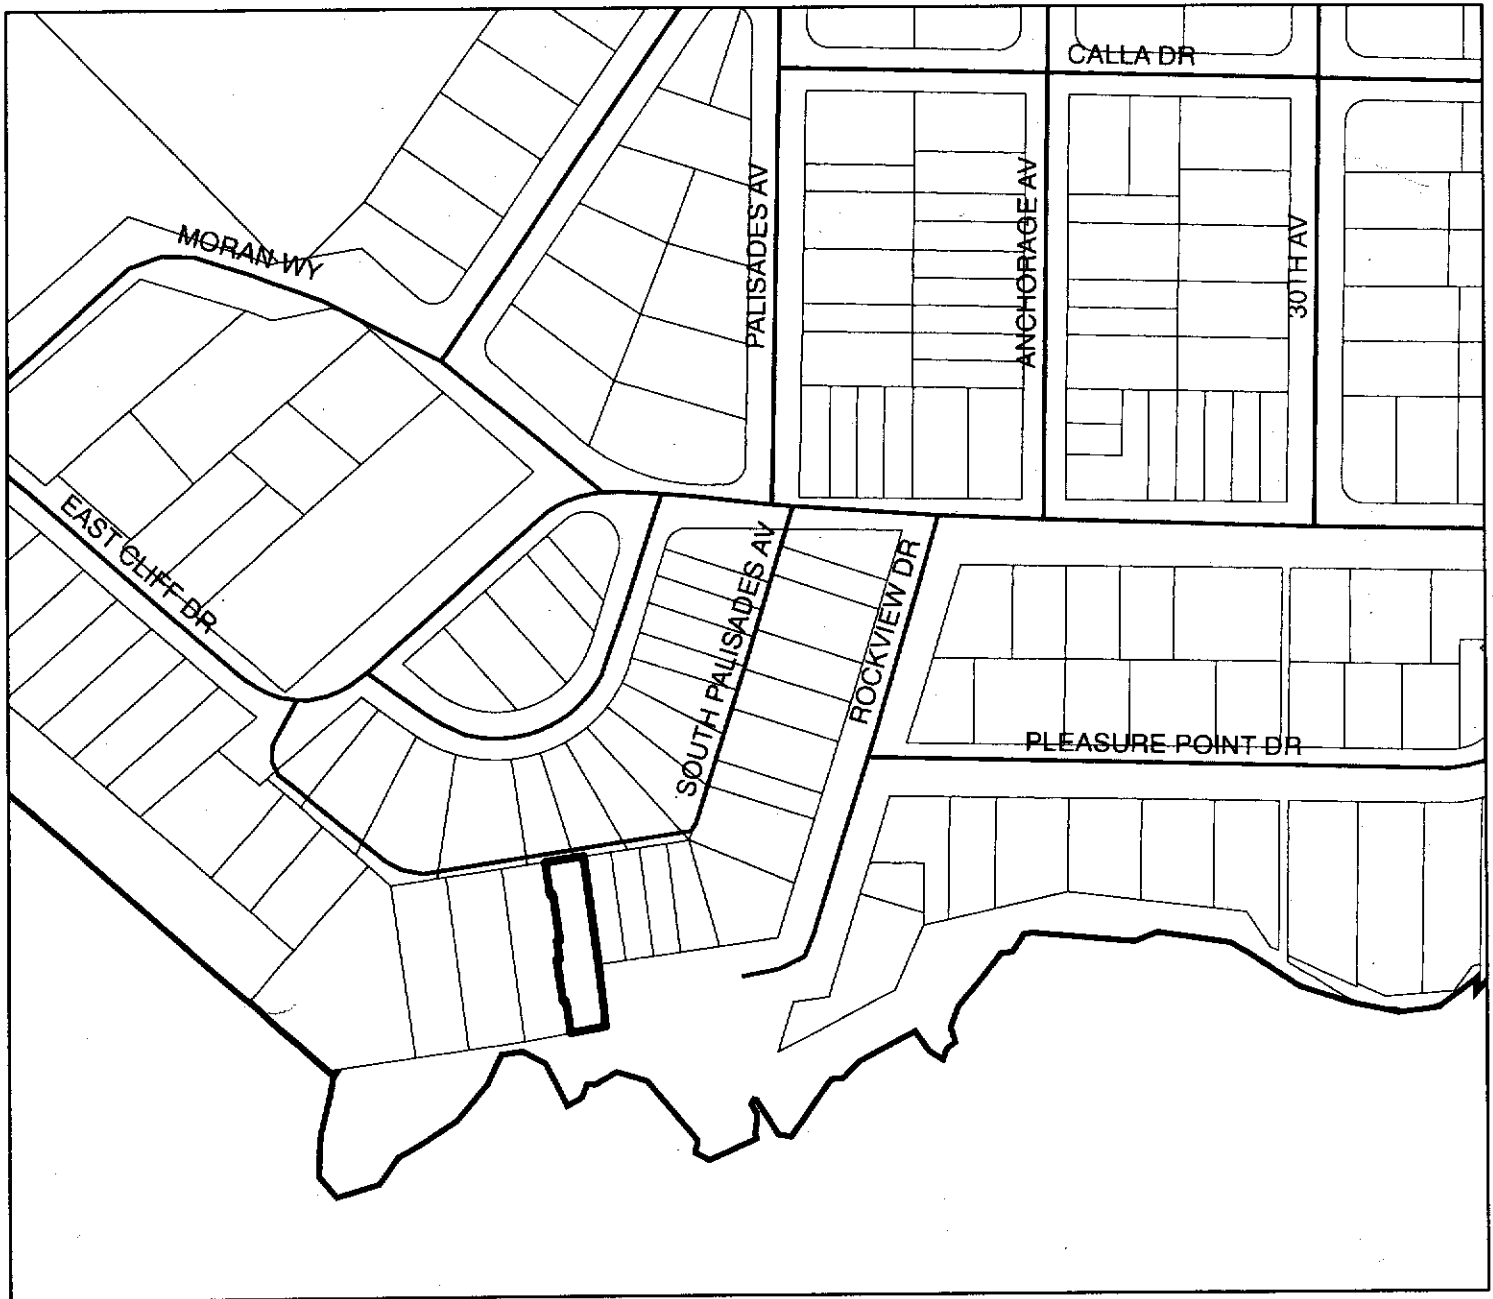 CALLA DR
MORAN WY
PALISADES AV
ANCHORAGE AV
30TH AV
EAST CLIFF DR
SOUTH PALISADES AV
ROCKVIEW DR
PLEASURE POINT DR